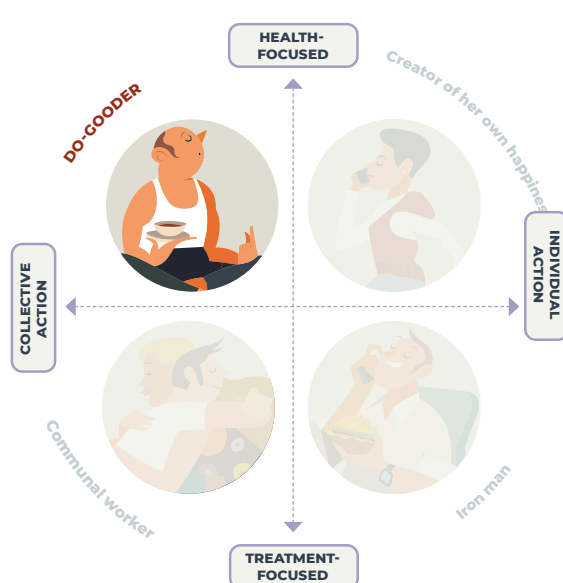 HEALTH-
FOCUSED
DO-GOODER
Creator of her own happines
COLLECTIVE
ACTION
INDIVIDUAL
ACTION
Communal worker
Iron man
TREATMENT-
FOCUSED